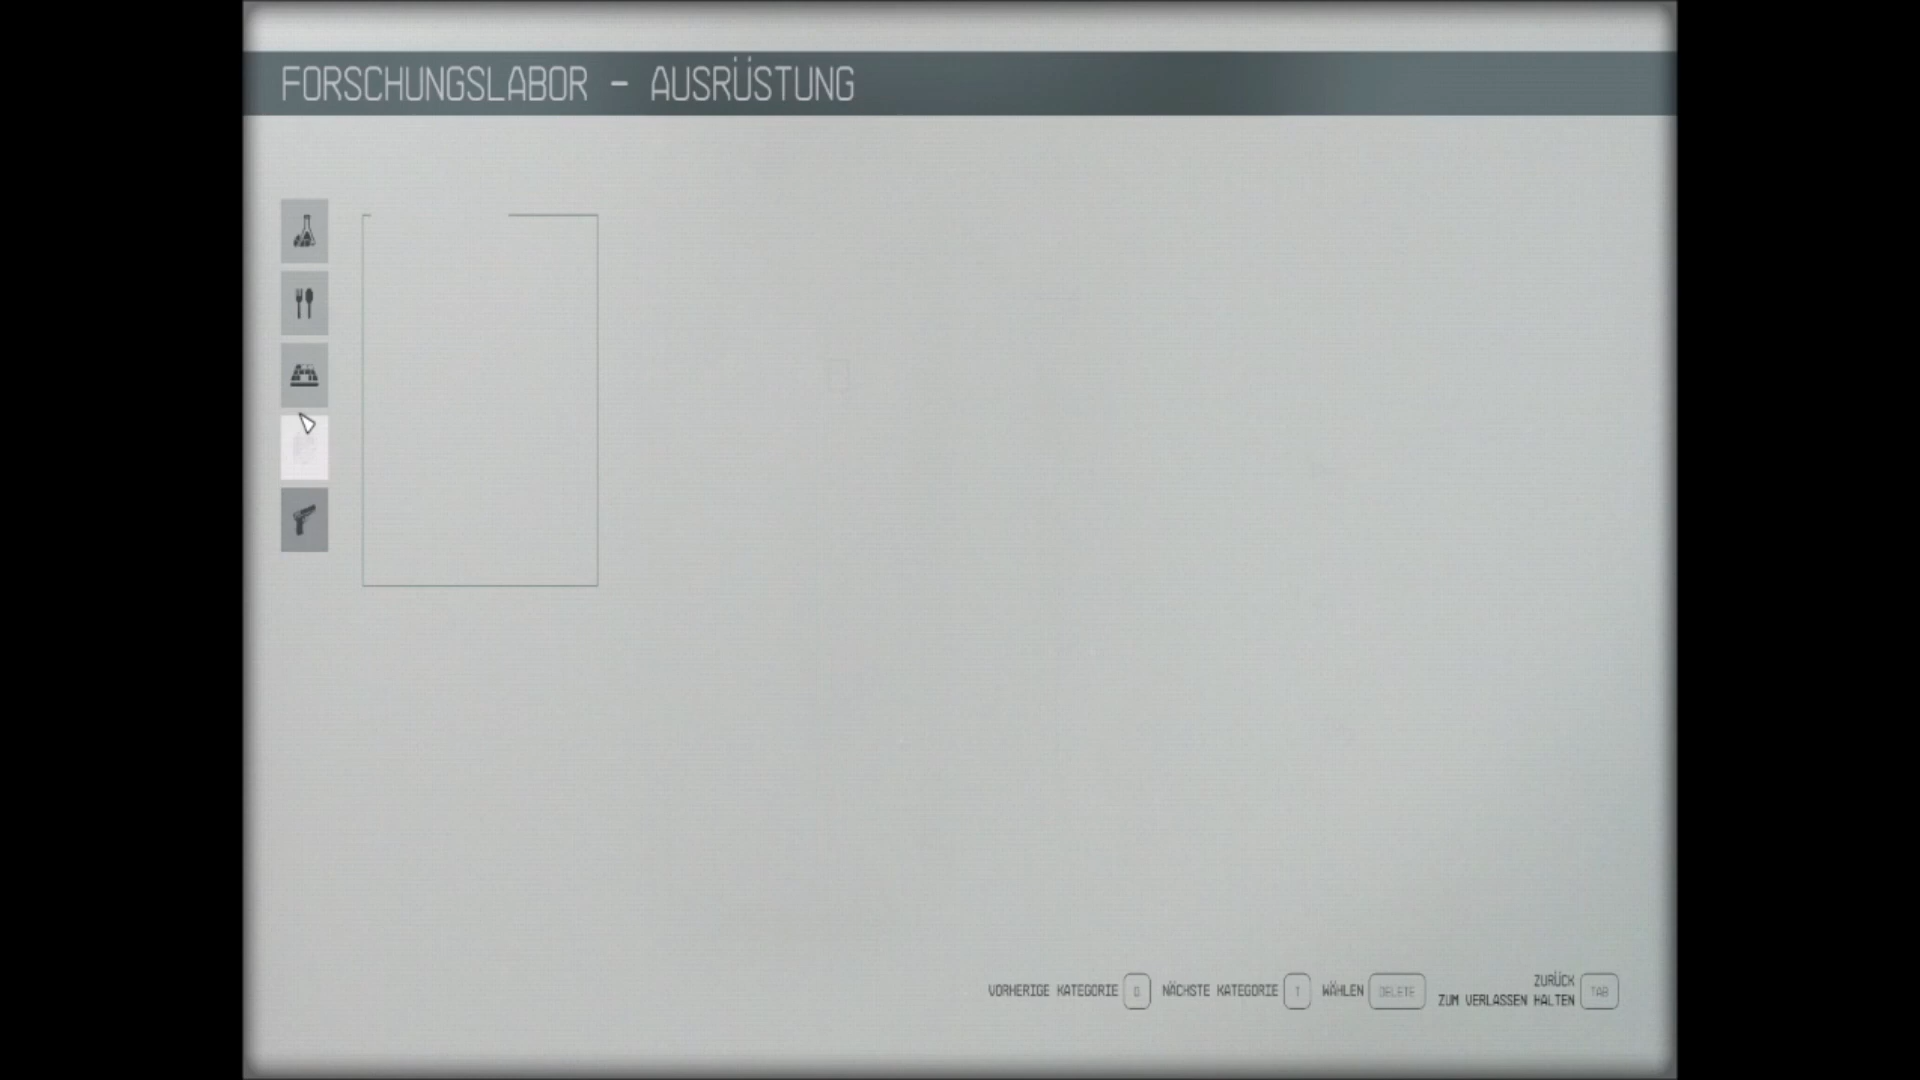 FORSCHUNGSLABOR - AUSRÜSTUNG
VORHERIGE KATEGORIE
NÄCHSTE KATEGORIE T WÄHLEN DELETE
ZURÜCK
ZUM VERLASSEN HALTEN TAB